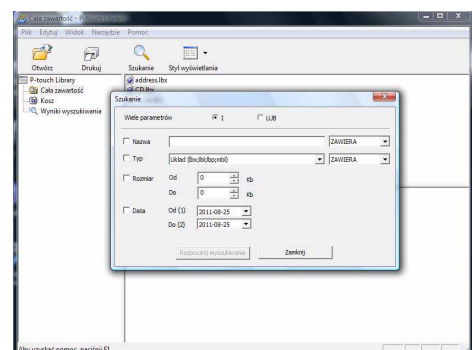 Cała zawartość - P-touch Library
Plik Edytuj Widok Narzędzie Pomoc
Otwórz Drukuj Szukanie Styl wyświetlania
P-touch Library
Cała zawartość
Kosz
Wyniki wyszukiwania
address.lbx
CD.lbx
Szukanie
Wiele parametrów I LUB
Nazwa ZAWIERA
Typ Układ (lbx;lbl;lbp;mbl) ZAWIERA
Rozmiar Od 0 Kb
Do 0 Kb
Data Od (1) 2011-08-25
Do (2) 2011-08-25
Rozpocznij wyszukiwanie Zamknij
Aby uzyskać pomoc, naciśnij F1